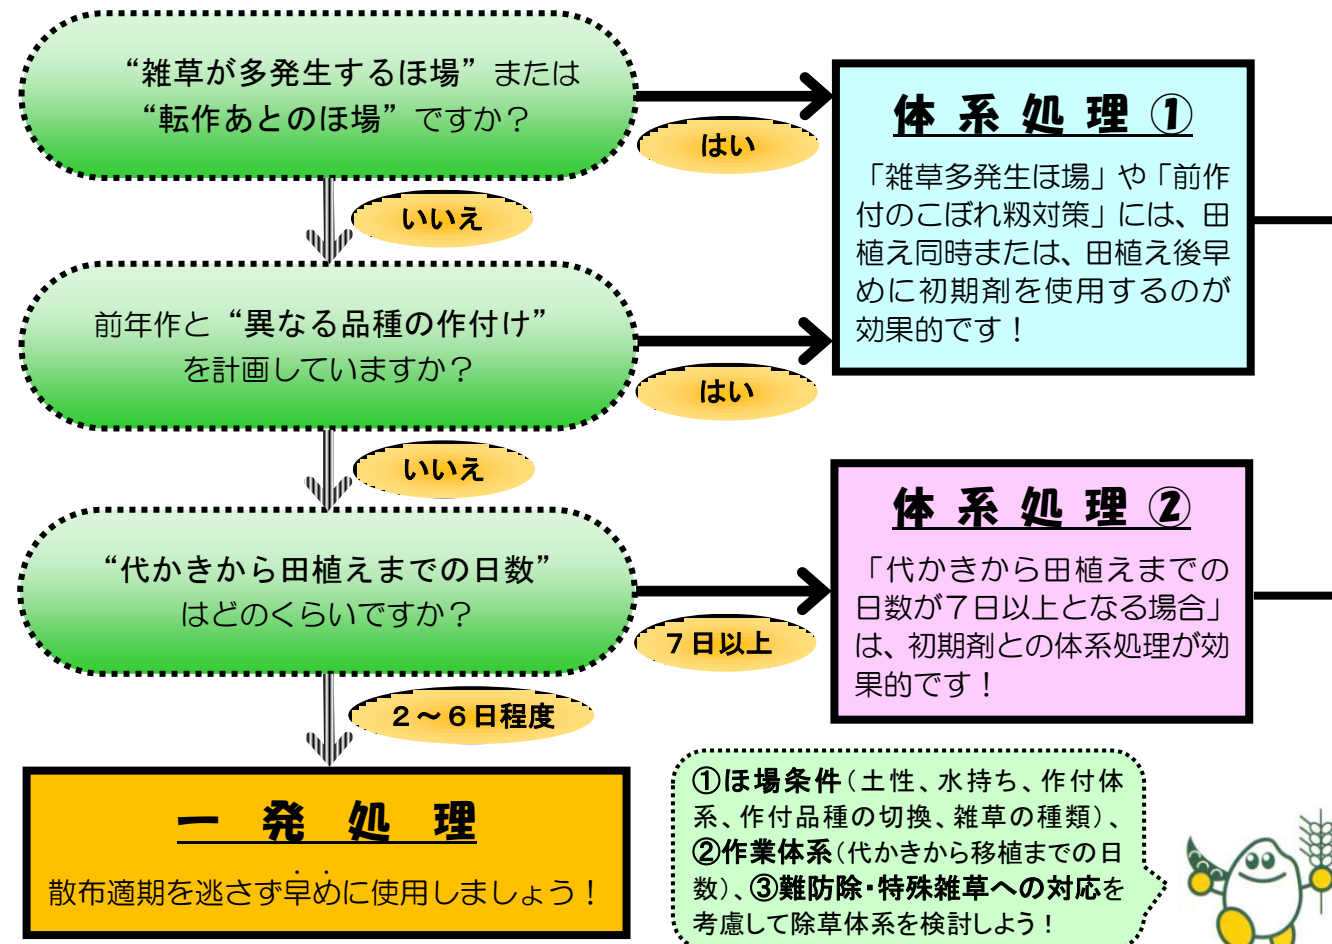 “雑草が多発生するほ場”または
“転作あとのほ場”ですか？
はい
いいえ
体系処理①
「雑草多発生ほ場」や「前作
付のこぼれ籾対策」には、田
植え同時または、田植え後早
めに初期剤を使用するのが
効果的です！
前年作と“異なる品種の作付け”
を計画していますか？
はい
いいえ
“代かきから田植えまでの日数”
はどのくらいですか？
７日以上
２～６日程度
体系処理②
「代かきから田植えまでの
日数が７日以上となる場合」
は、初期剤との体系処理が効
果的です！
一発処理
散布適期を逃さず早めに使用しましょう！
①ほ場条件（土性、水持ち、作付体
系、作付品種の切換、雑草の種類）、
②作業体系（代かきから移植までの日
数）、③難防除・特殊雑草への対応を
考慮して除草体系を検討しよう！